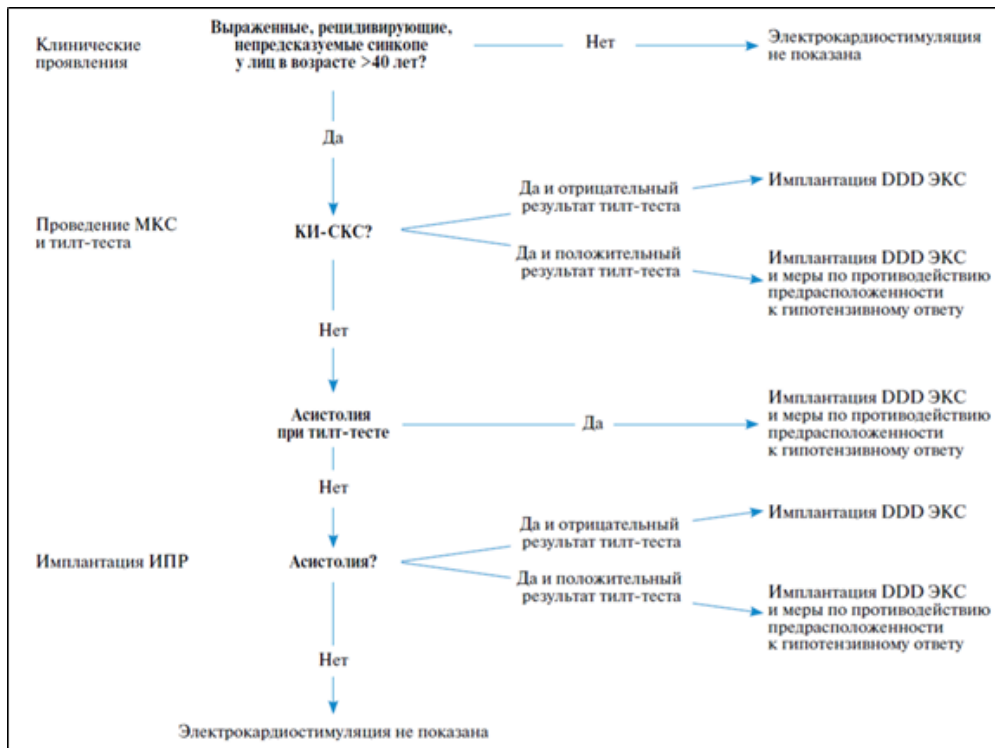 Клинические
проявления
Выраженные, рецидивирующие,
непредсказуемые синкопе
у лиц в возрасте >40 лет?
Нет
Электрокардиостимуляция
не показана
Да
Проведение МКС
и тилт-теста
КИ-СКС?
Да и отрицательный
результат тилт-теста
Имплантация DDD ЭКС
Да и положительный
результат тилт-теста
Имплантация DDD ЭКС
и меры по противодействию
предрасположенности
к гипотензивному ответу
Нет
Асистолия
при тилт-тесте
Да
Имплантация DDD ЭКС
и меры по противодействию
предрасположенности
к гипотензивному ответу
Нет
Имплантация ИПР
Асистолия?
Да и отрицательный
результат тилт-теста
Имплантация DDD ЭКС
Да и положительный
результат тилт-теста
Имплантация DDD ЭКС
и меры по противодействию
предрасположенности
к гипотензивному ответу
Нет
Электрокардиостимуляция не показана